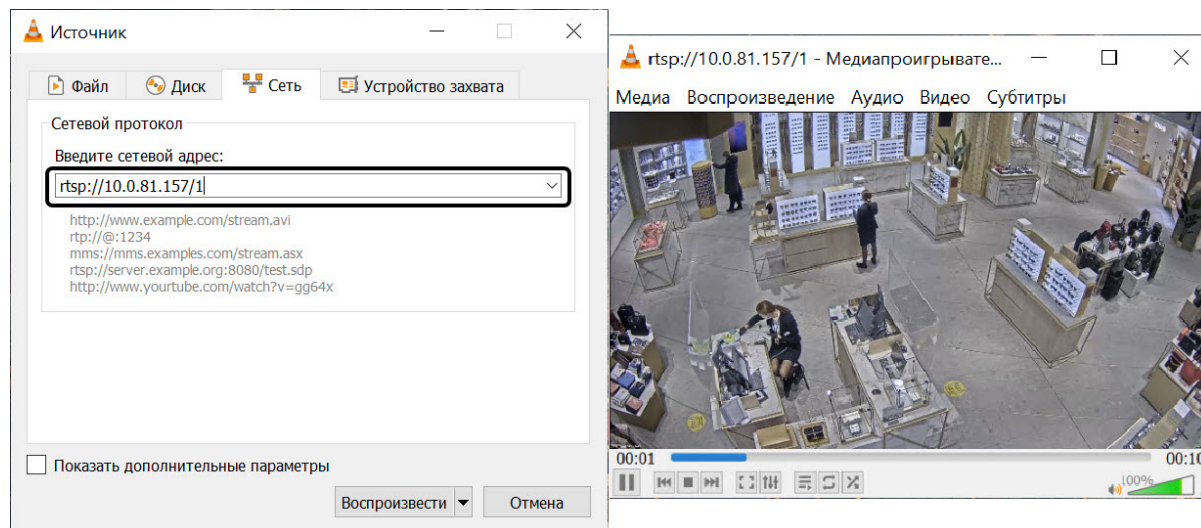 Источник
Файл
Диск
Сеть
Устройство захвата
Сетевой протокол
Введите сетевой адрес:
rtsp://10.0.81.157/1
http://www.example.com/stream.avi
rtp://@:1234
mms://mms.examples.com/stream.asx
rtsp://server.example.org:8080/test.sdp
http://www.yourtube.com/watch?v=gg64x
Показать дополнительные параметры
Воспроизвести
Отмена
rtsp://10.0.81.157/1 - Медиапроигрывате...
Медиа Воспроизведение Аудио Видео Субтитры
00:01
00:10
100%